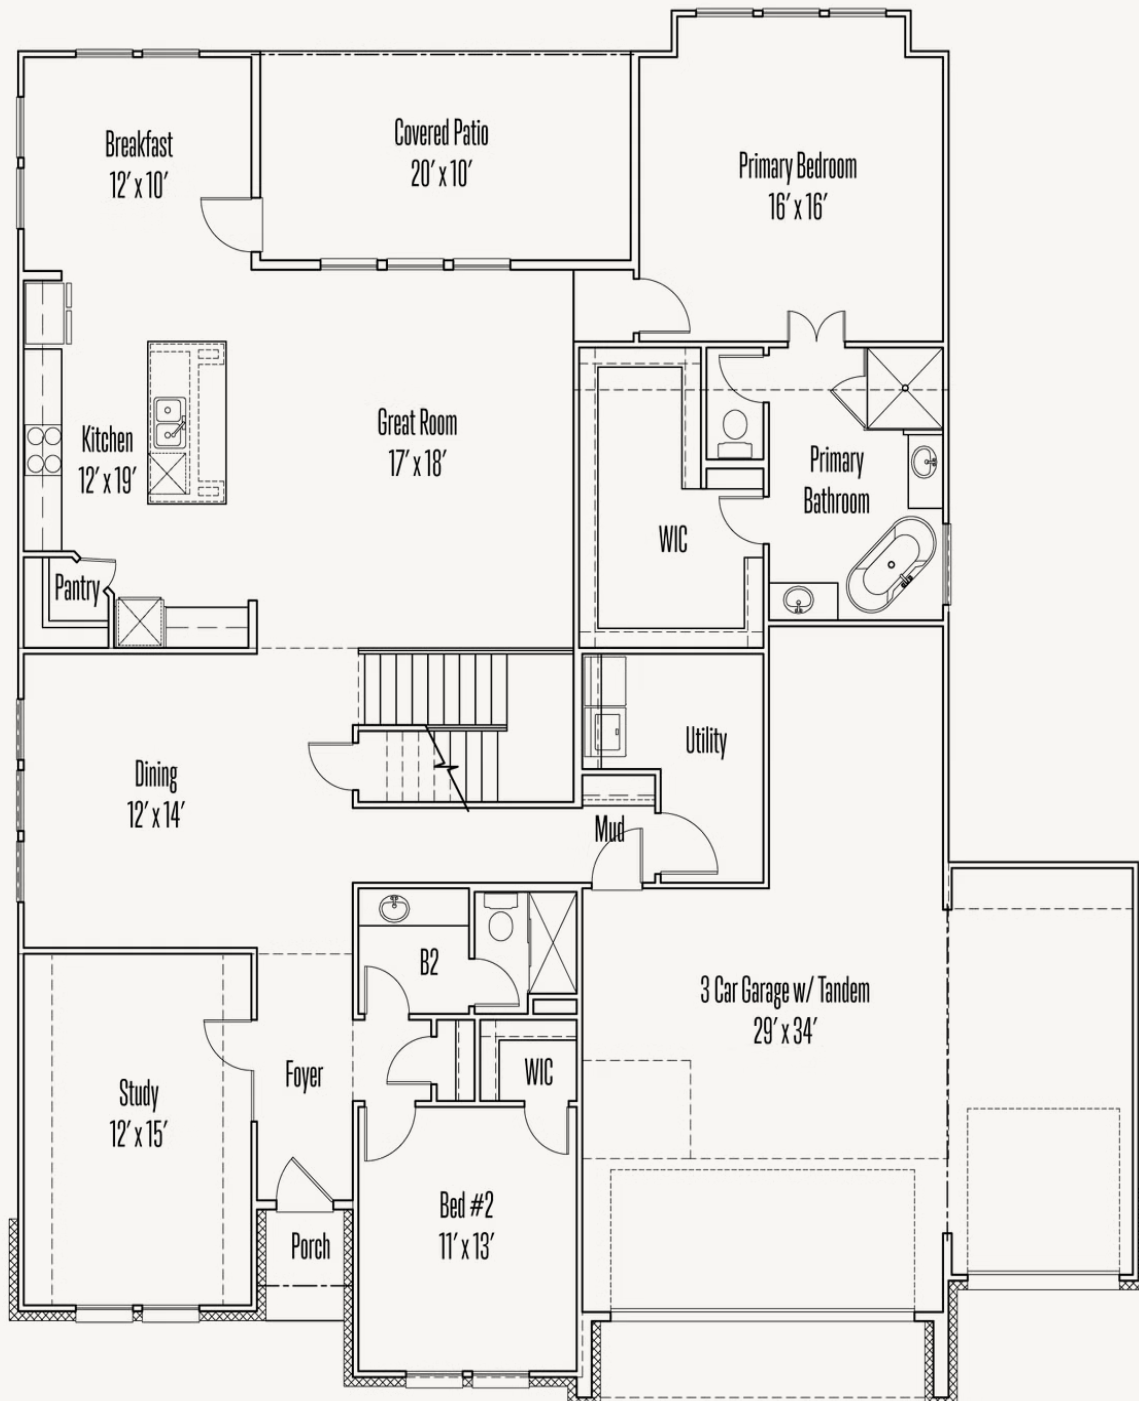 Breakfast
12' x 10'
Covered Patio
20' x 10'
Primary Bedroom
16' x 16'
Kitchen
12' x 19'
Great Room
17' x 18'
Primary
Bathroom
WIC
Pantry
Utility
Dining
12' x 14'
Mud
B2
3 Car Garage w/ Tandem
29' x 34'
Foyer
WIC
Study
12' x 15'
Bed #2
11' x 13'
Porch